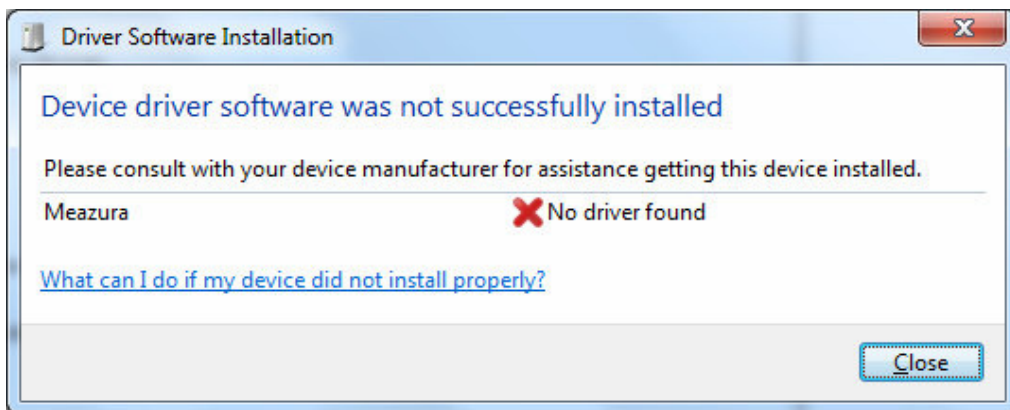 Driver Software Installation
Device driver software was not successfully installed
Please consult with your device manufacturer for assistance getting this device installed.
Meazura No driver found
What can I do if my device did not install properly?
Close